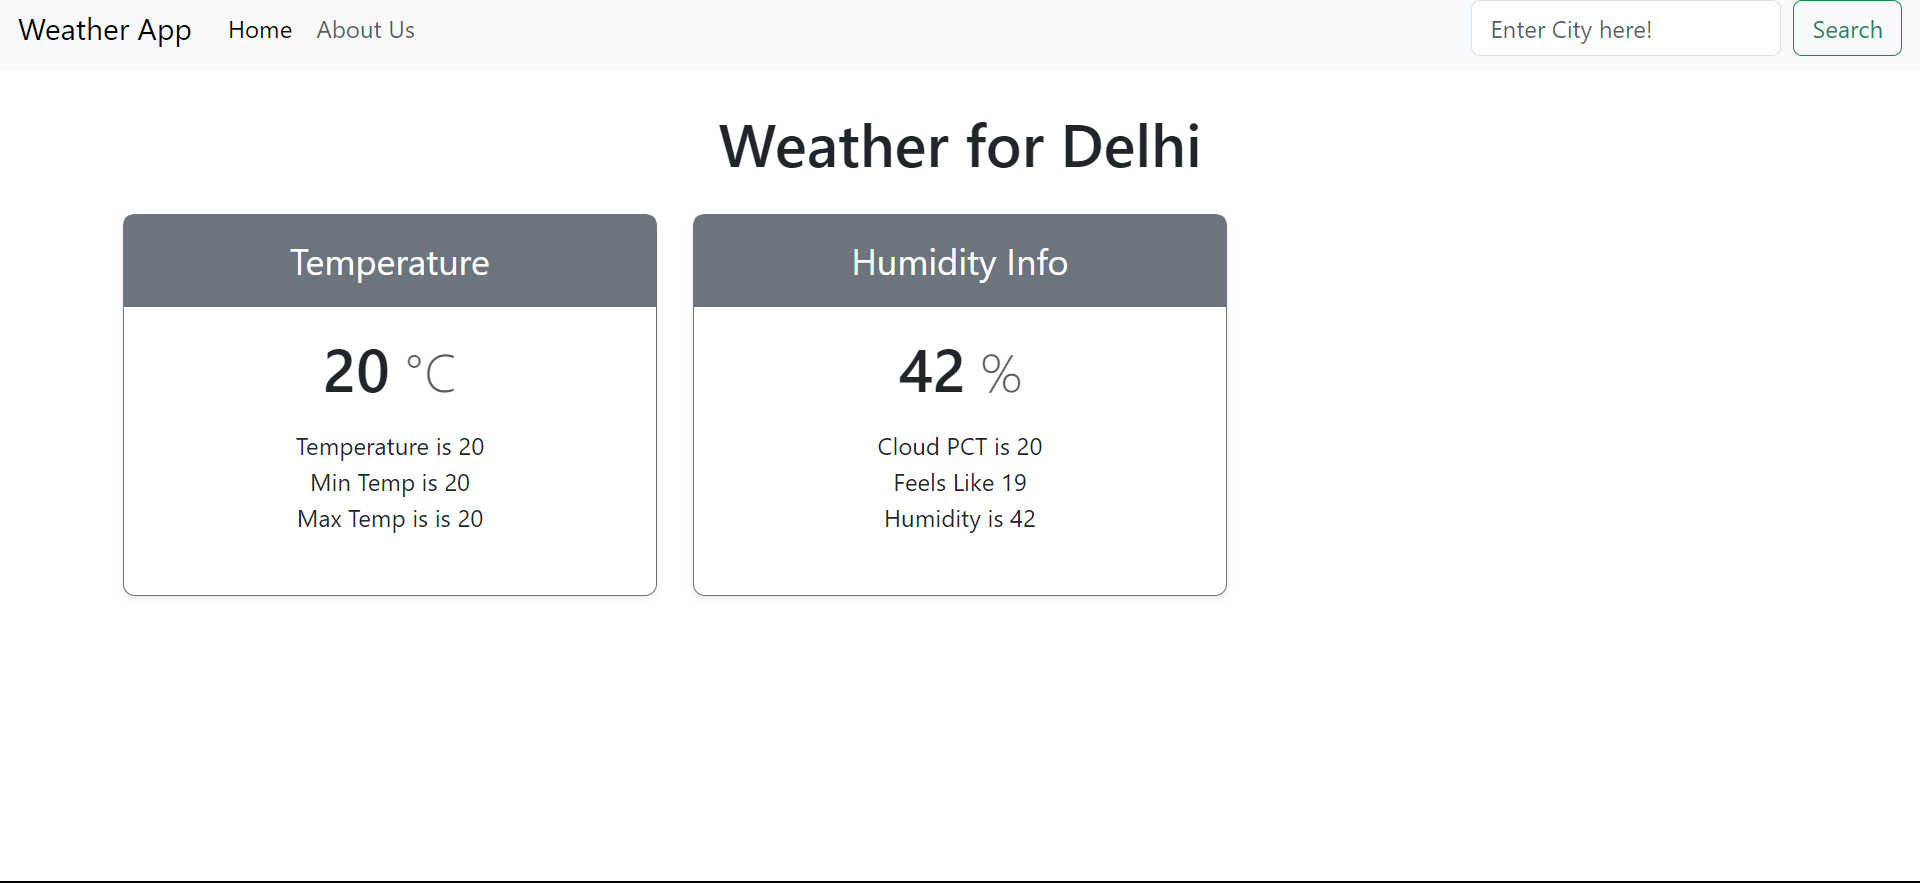 Weather App Home About Us Enter City here! Search
Weather for Delhi
Temperature
20 °C
Temperature is 20
Min Temp is 20
Max Temp is is 20
Humidity Info
42 %
Cloud PCT is 20
Feels Like 19
Humidity is 42